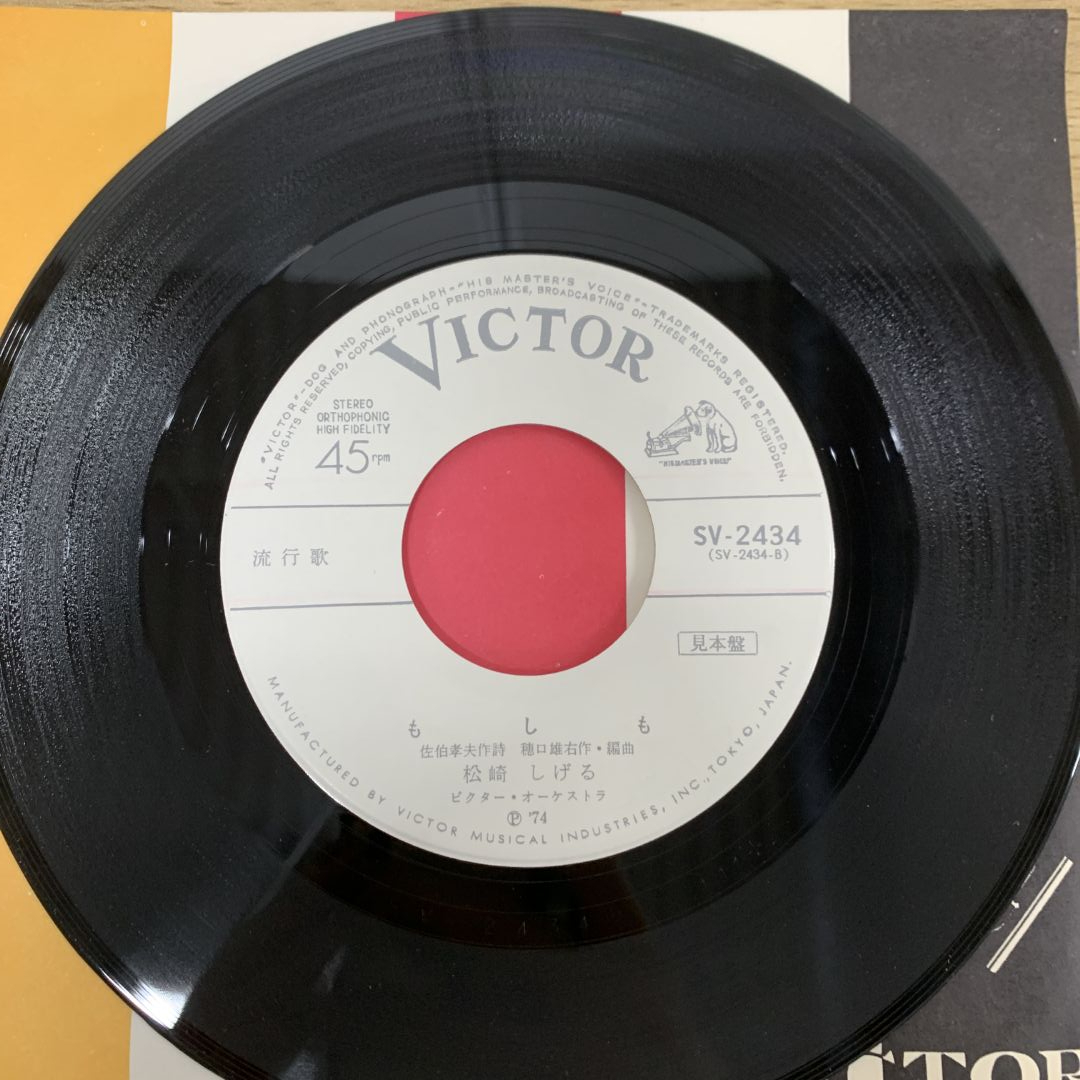 "VICTOR"-DOG AND PHONOGRAPH-"HIS MASTER'S VOICE"-TRADEMARKS REGISTERED.
ALL RIGHTS RESERVED, COPYING, PUBLIC PERFORMANCE, BROADCASTING OF THESE RECORDS ARE FORBIDDEN.
VICTOR
STEREO
ORTHOPHONIC
HIGH FIDELITY
45rpm
"HIS MASTER'S VOICE"
流行歌
SV-2434
(SV-2434-B)
見本盤
もしも
佐伯孝夫作詩 穂口雄右作・編曲
松崎 しげる
ビクター・オーケストラ
Ⓟ '74
MANUFACTURED BY VICTOR MUSICAL INDUSTRIES, INC., TOKYO, JAPAN.